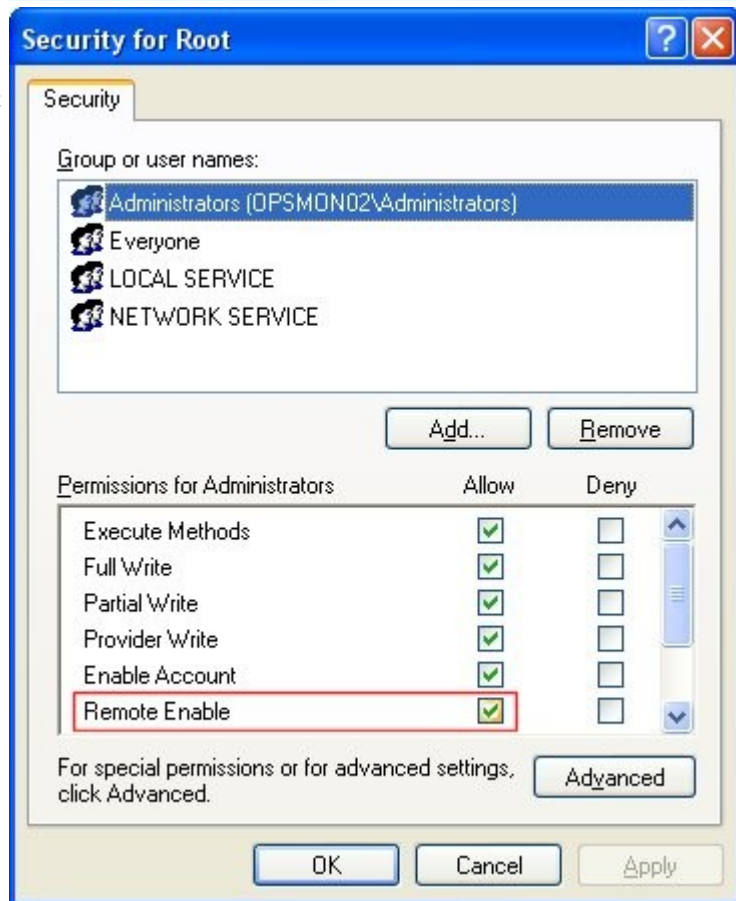 Security for Root
Security
Group or user names:
Administrators (OPSMON02\Administrators)
Everyone
LOCAL SERVICE
NETWORK SERVICE
Add... Remove
Permissions for Administrators Allow Deny
Execute Methods
Full Write
Partial Write
Provider Write
Enable Account
Remote Enable
For special permissions or for advanced settings, Advanced
click Advanced.
OK Cancel Apply